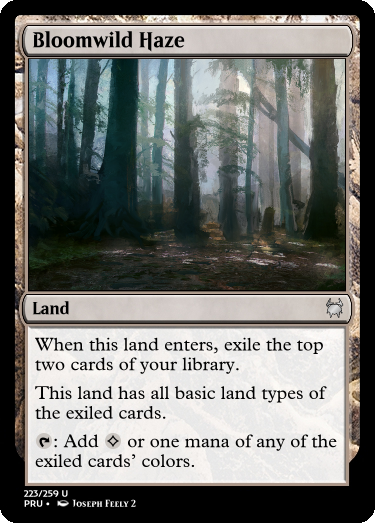 Bloomwild Haze
Land
When this land enters, exile the top
two cards of your library.
This land has all basic land types of
the exiled cards.
: Add or one mana of any of the
exiled cards’ colors.
223/259 U
PRU • Joseph Feely 2